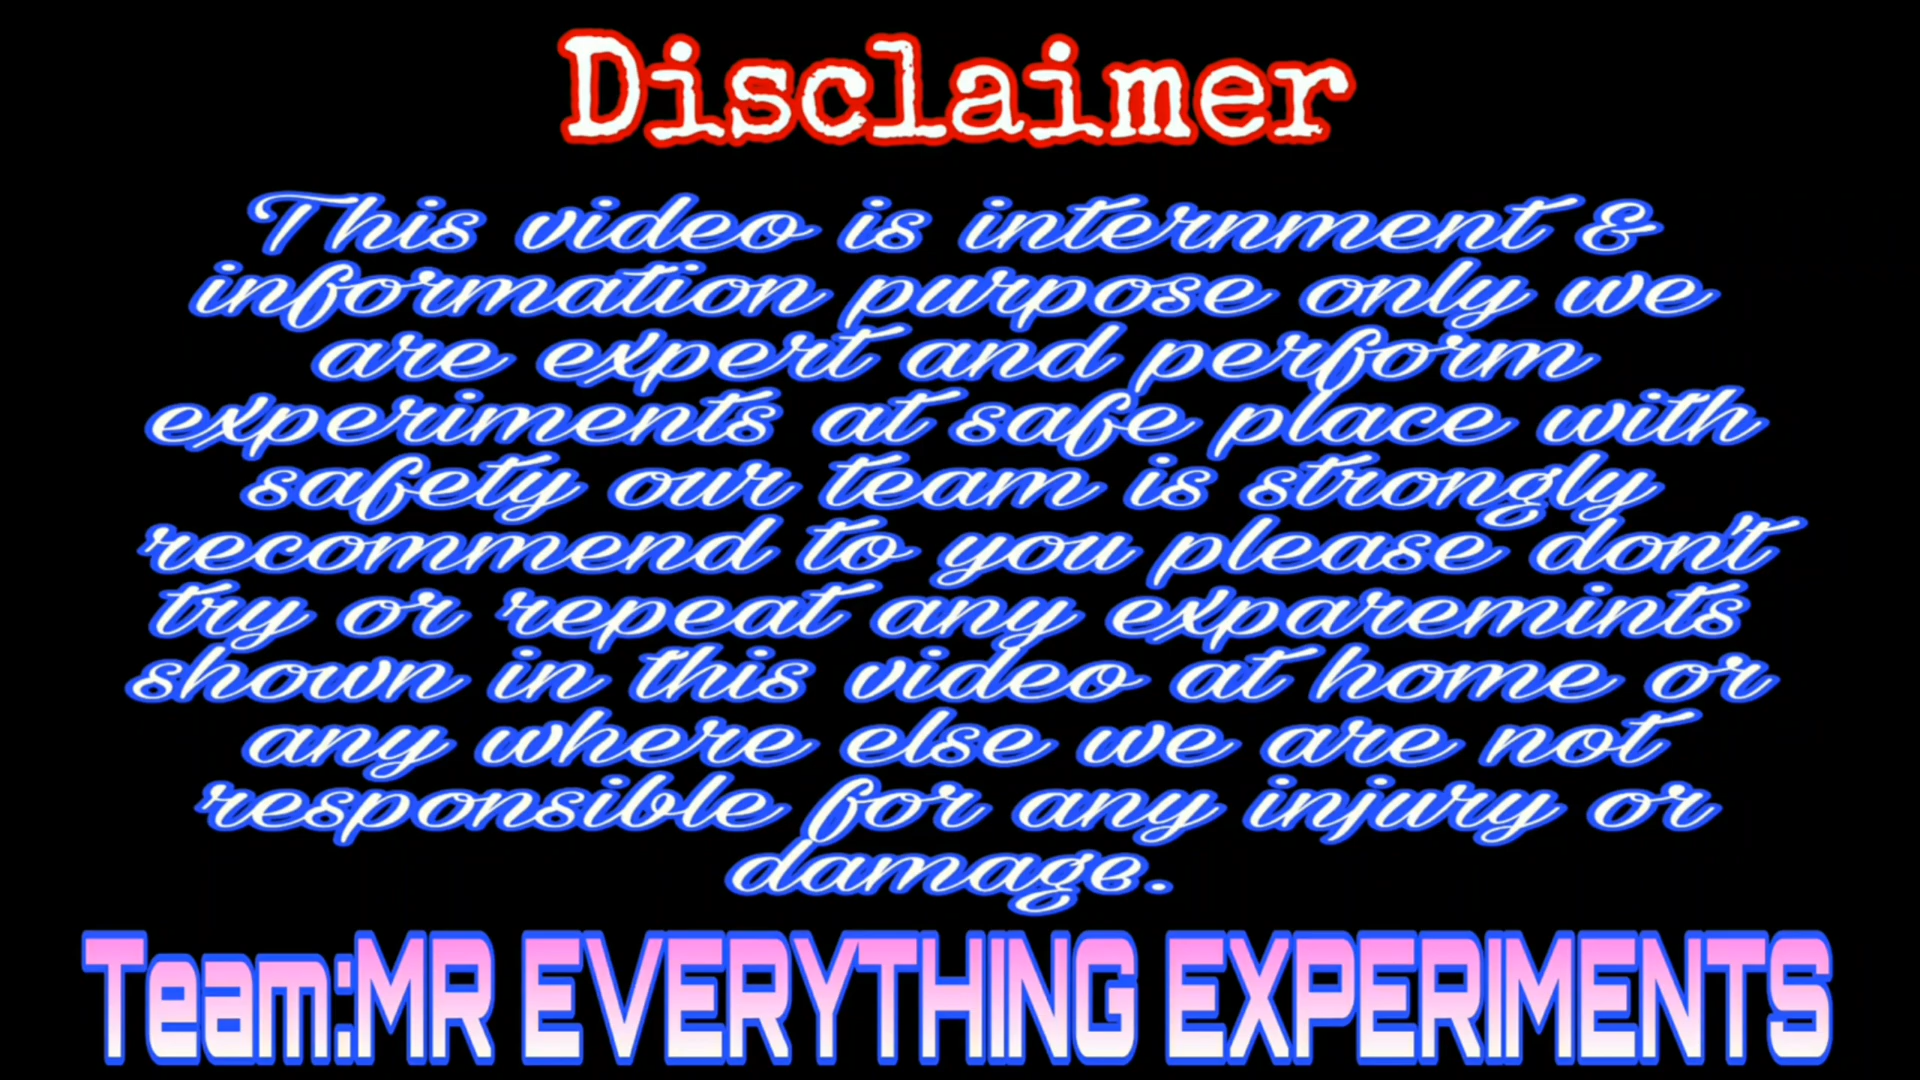 Disclaimer
This video is internment &
information purpose only we
are expert and perform
experiments at safe place with
safety our team is strongly
recommend to you please don't
try or repeat any exparemints
shown in this video at home or
any where else we are not
responsible for any injury or
damage.
Team:MR EVERYTHING EXPERIMENTS